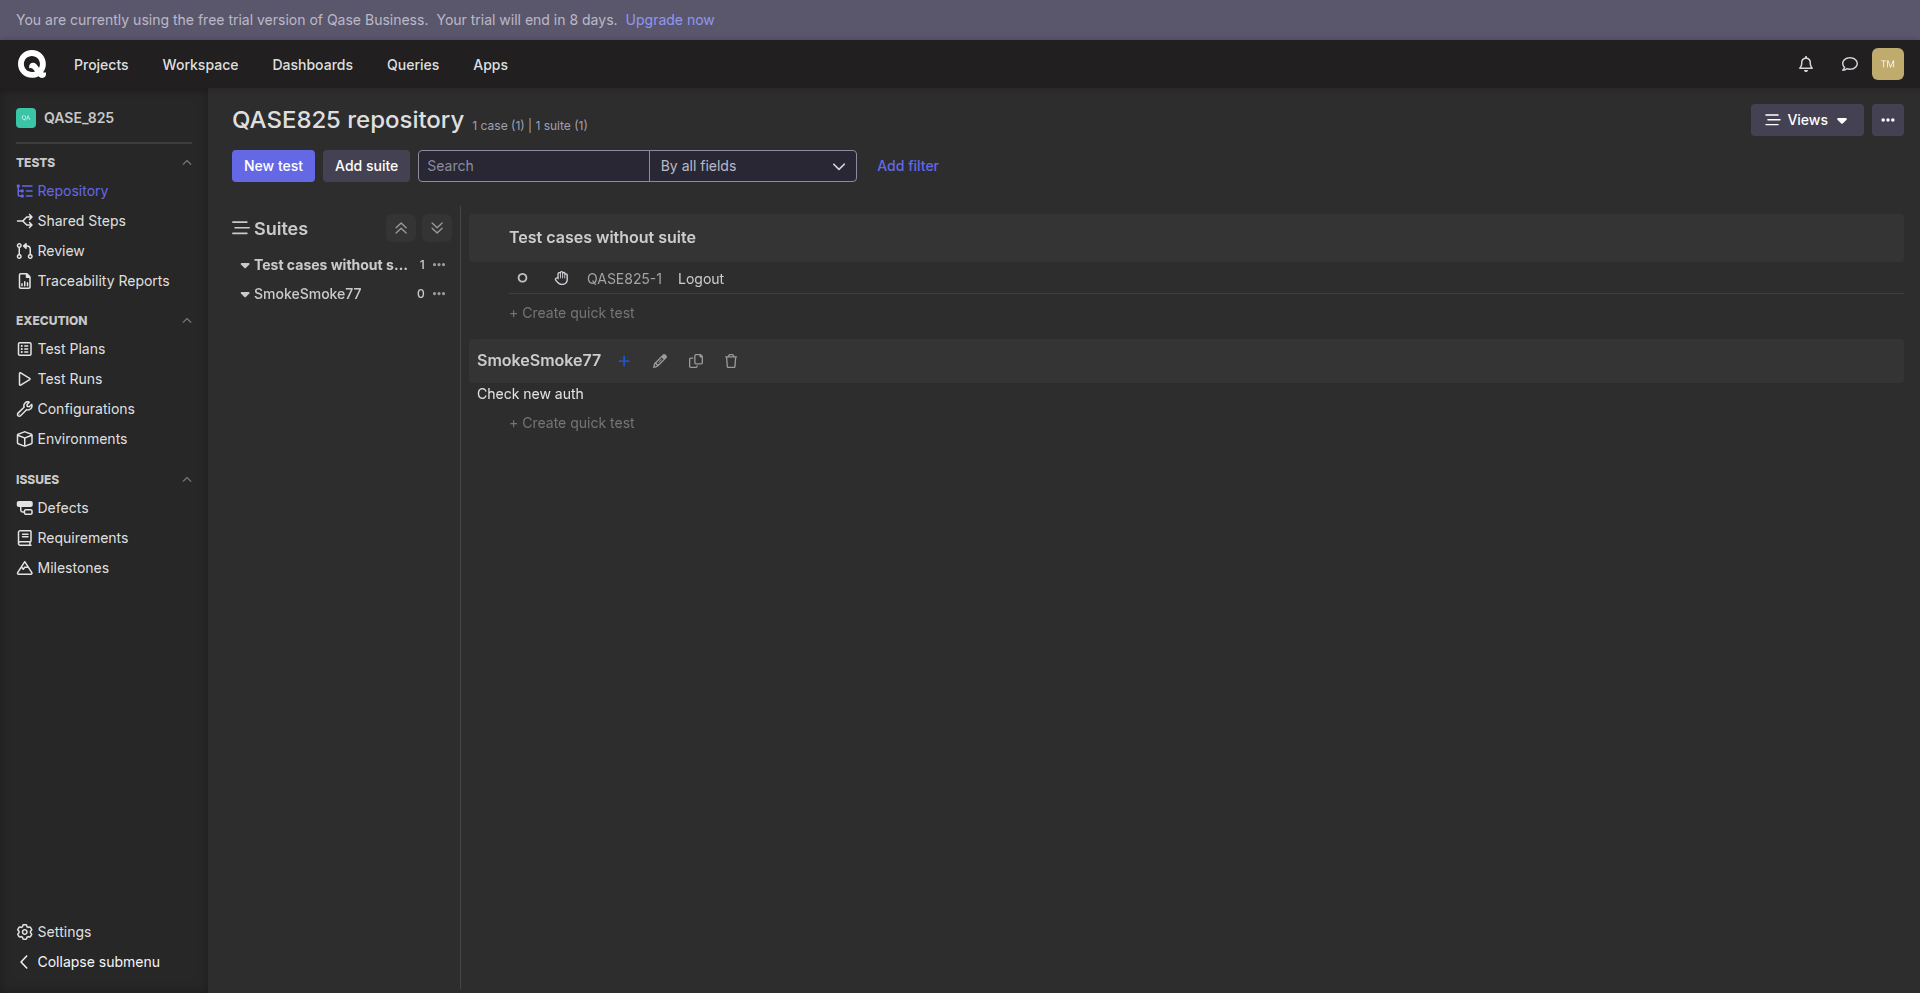 You are currently using the free trial version of Qase Business. Your trial will end in 8 days. Upgrade now
Projects Workspace Dashboards Queries Apps TM
QA QASE_825
TESTS
Repository
Shared Steps
Review
Traceability Reports
EXECUTION
Test Plans
Test Runs
Configurations
Environments
ISSUES
Defects
Requirements
Milestones
Settings
Collapse submenu
QASE825 repository 1 case (1) | 1 suite (1)
Views
New test Add suite Search By all fields Add filter
Suites
Test cases without s... 1
SmokeSmoke77 0
Test cases without suite
QASE825-1 Logout
+ Create quick test
SmokeSmoke77
Check new auth
+ Create quick test